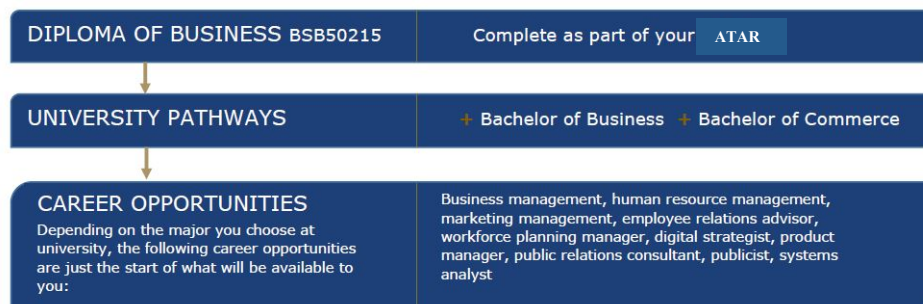 DIPLOMA OF BUSINESS BSB50215
Complete as part of your ATAR
UNIVERSITY PATHWAYS
+ Bachelor of Business + Bachelor of Commerce
CAREER OPPORTUNITIES
Depending on the major you choose at
university, the following career opportunities
are just the start of what will be available to
you:
Business management, human resource management,
marketing management, employee relations advisor,
workforce planning manager, digital strategist, product
manager, public relations consultant, publicist, systems
analyst